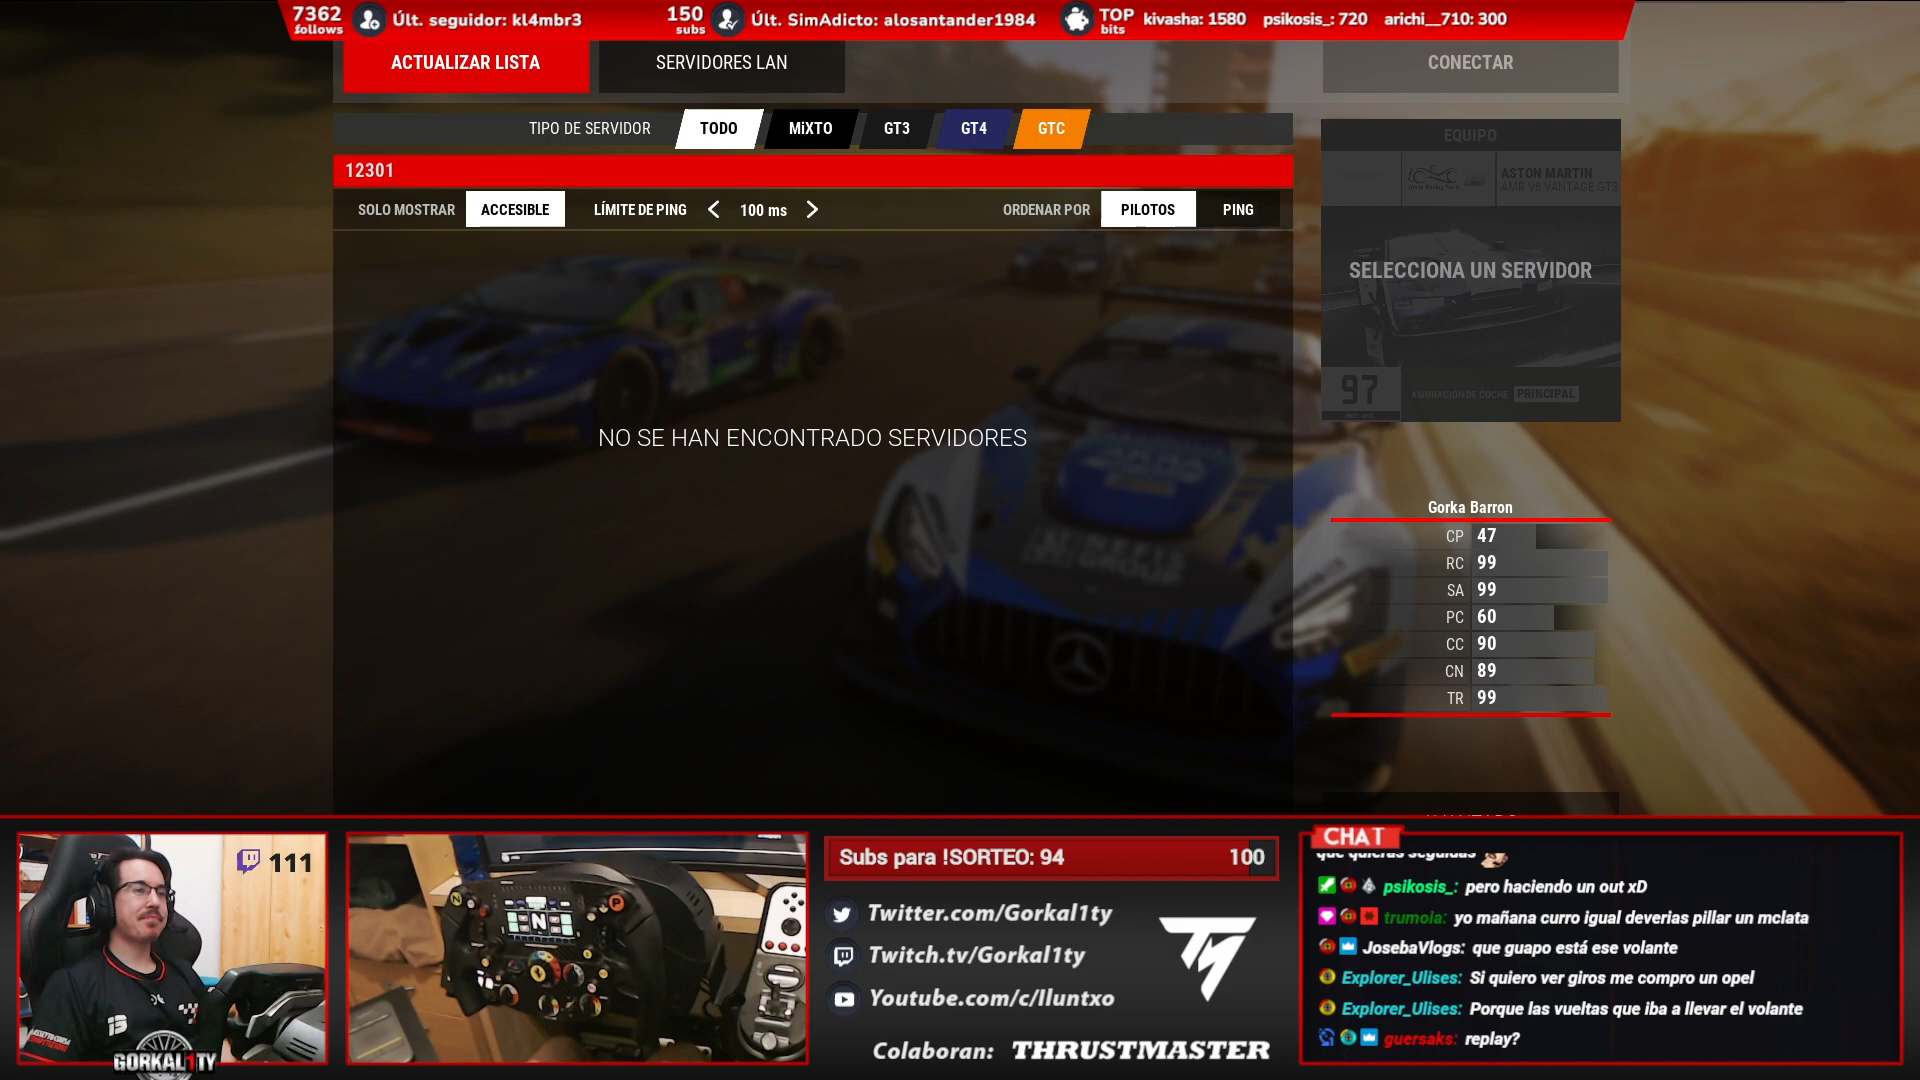 7362
follows
Últ. seguidor: kl4mbr3
150
subs
Últ. SimAdicto: alosantander1984
TOP
bits
kivasha: 1580 psikosis_: 720 arichi__710: 300
ACTUALIZAR LISTA
SERVIDORES LAN
CONECTAR
TIPO DE SERVIDOR
TODO
MiXTO
GT3
GT4
GTC
12301
SOLO MOSTRAR
ACCESIBLE
LÍMITE DE PING
100 ms
ORDENAR POR
PILOTOS
PING
NO SE HAN ENCONTRADO SERVIDORES
EQUIPO
ASTON MARTIN
AMR V8 VANTAGE GT3
SELECCIONA UN SERVIDOR
97
ASIGNACIÓN DE COCHE
PRINCIPAL
Gorka Barron
CP 47
RC 99
SA 99
PC 60
CC 90
CN 89
TR 99
111
GORKAL1TY
Subs para !SORTEO: 94
100
Twitter.com/Gorkal1ty
Twitch.tv/Gorkal1ty
Youtube.com/c/Iluntxo
Colaboran: THRUSTMASTER
CHAT
que quieras seguidas
psikosis_: pero haciendo un out xD
trumoia: yo mañana curro igual deverias pillar un mclata
JosebaVlogs: que guapo está ese volante
Explorer_Ulises: Si quiero ver giros me compro un opel
Explorer_Ulises: Porque las vueltas que iba a llevar el volante
guersaks: replay?